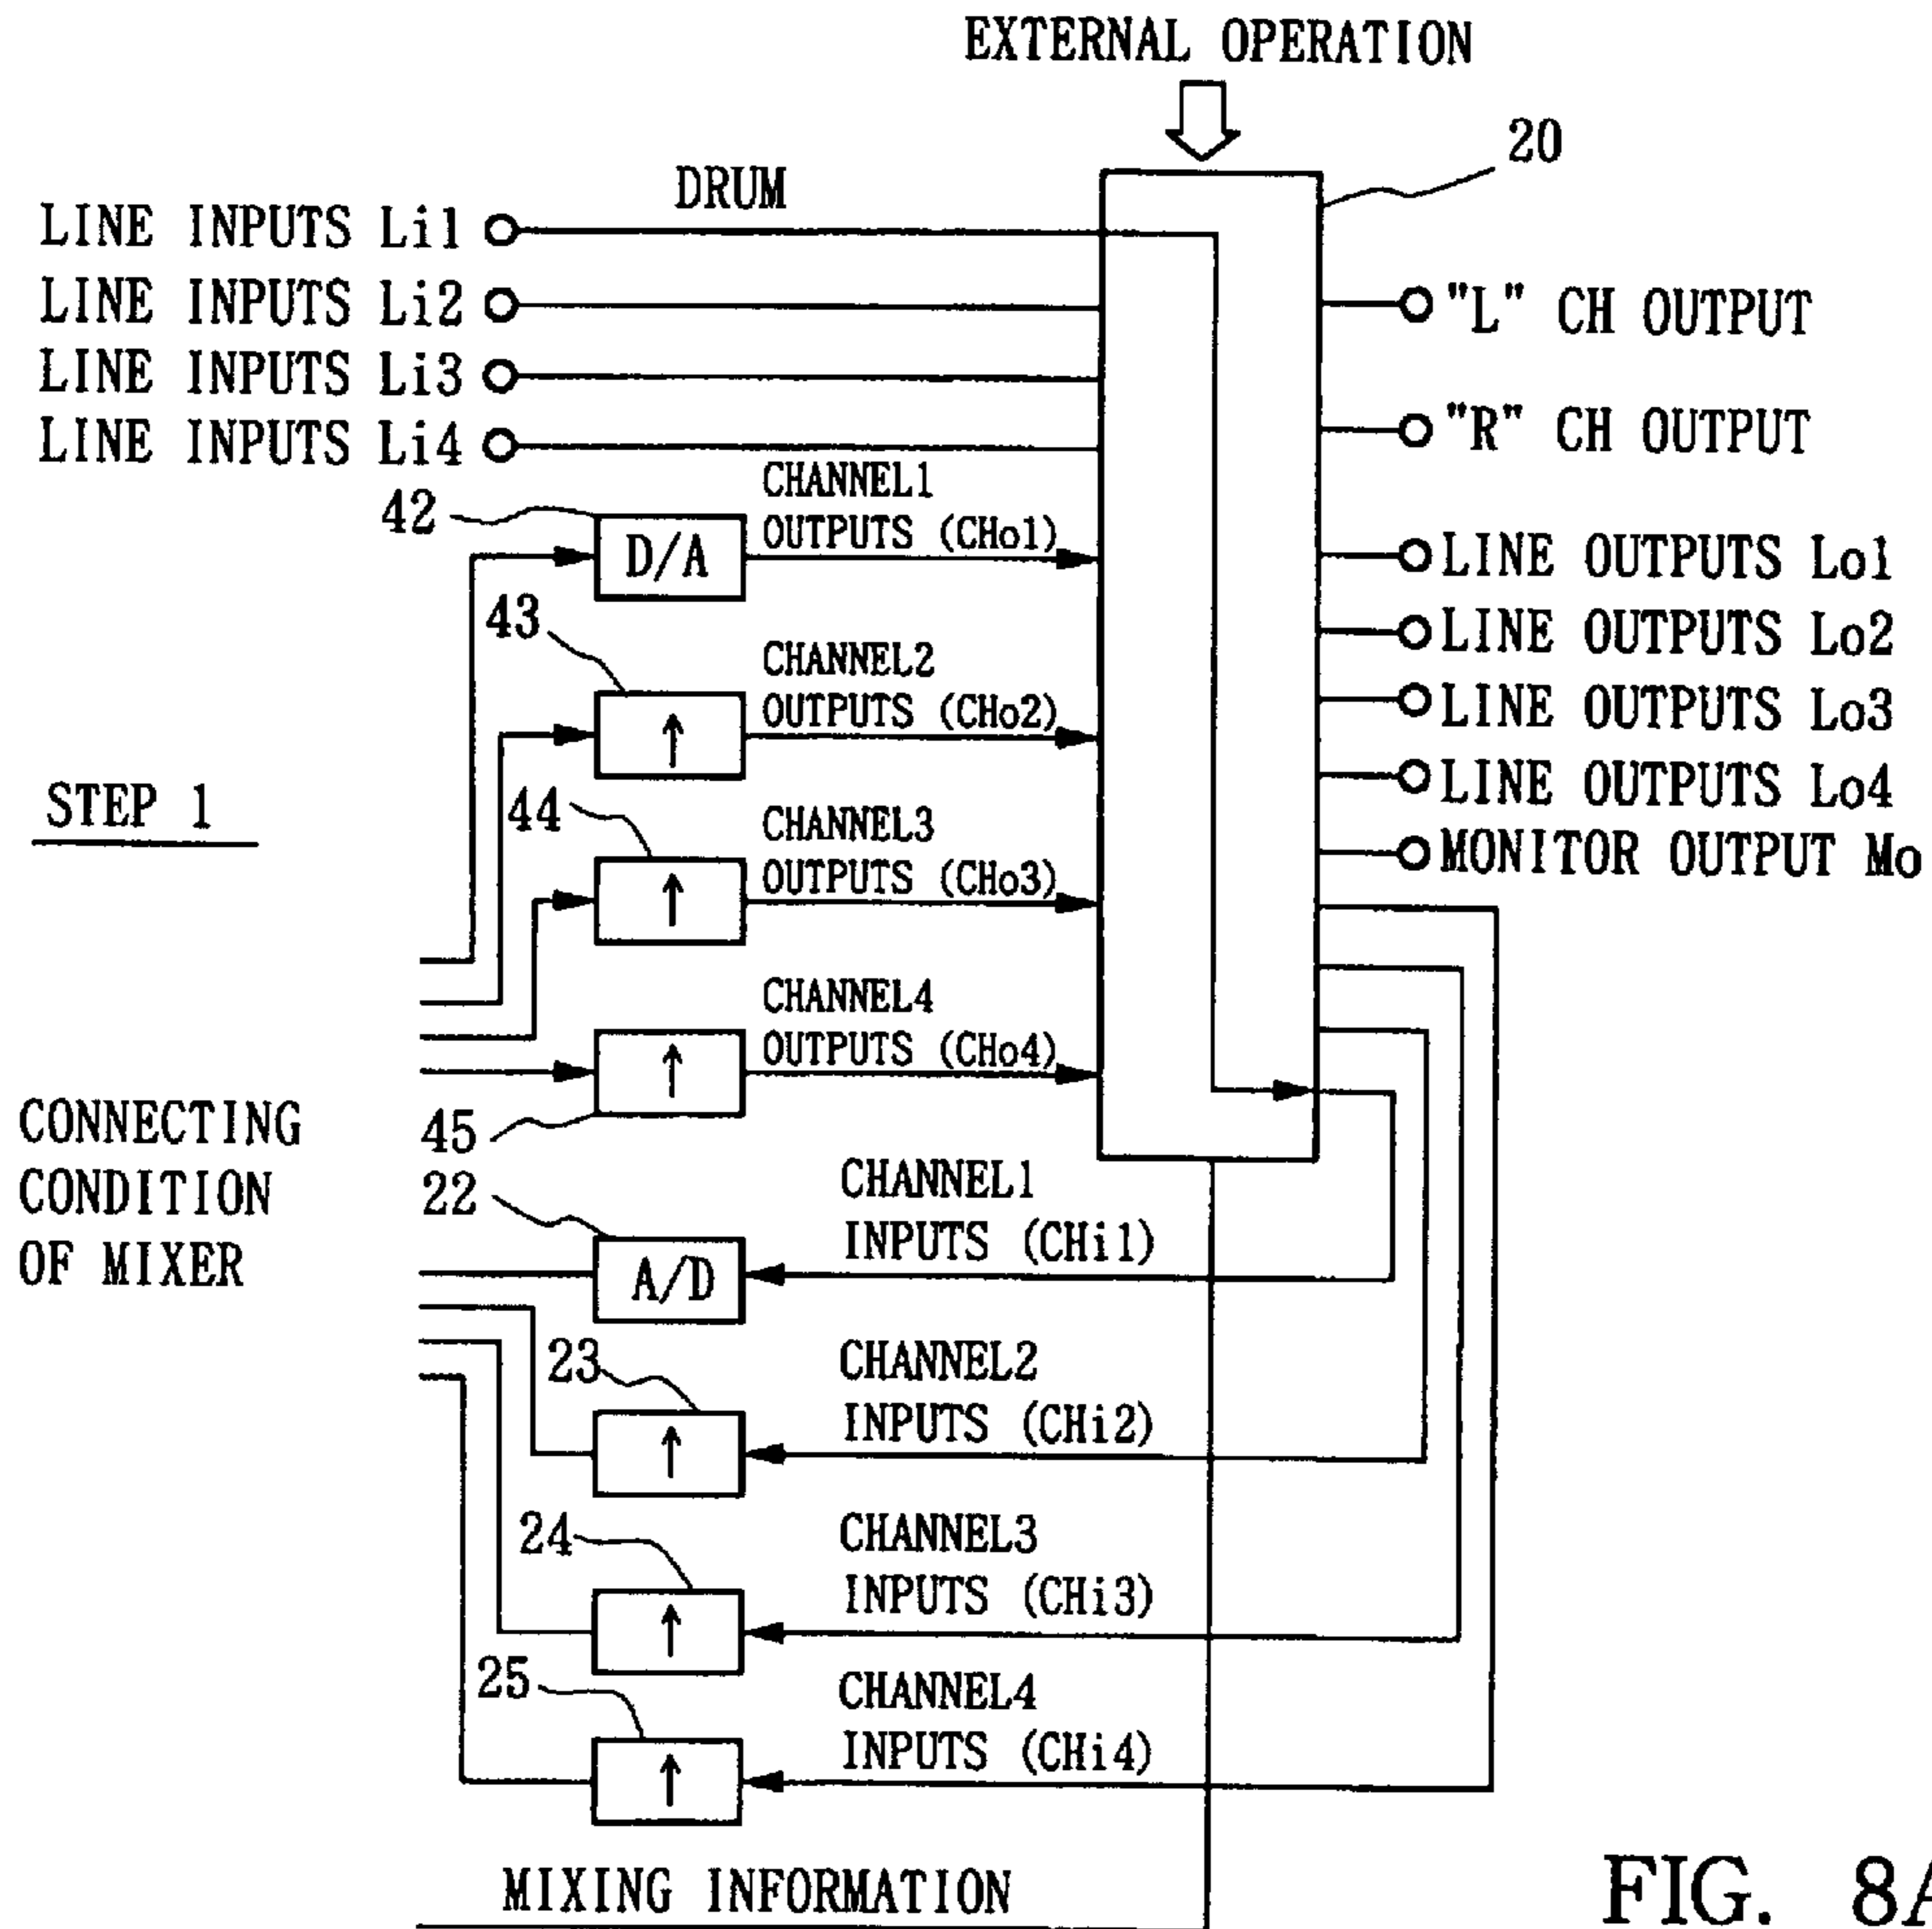 EXTERNAL OPERATION
20
DRUM
LINE INPUTS Li1
LINE INPUTS Li2
LINE INPUTS Li3
LINE INPUTS Li4
"L" CH OUTPUT
"R" CH OUTPUT
LINE OUTPUTS Lo1
LINE OUTPUTS Lo2
LINE OUTPUTS Lo3
LINE OUTPUTS Lo4
MONITOR OUTPUT Mo
42
D/A
CHANNEL1
OUTPUTS (CHo1)
43
↑
CHANNEL2
OUTPUTS (CHo2)
STEP 1
44
↑
CHANNEL3
OUTPUTS (CHo3)
45
↑
CHANNEL4
OUTPUTS (CHo4)
CONNECTING
CONDITION
OF MIXER
22
A/D
CHANNEL1
INPUTS (CHi1)
23
↑
CHANNEL2
INPUTS (CHi2)
24
↑
CHANNEL3
INPUTS (CHi3)
25
↑
CHANNEL4
INPUTS (CHi4)
MIXING INFORMATION
FIG. 8A